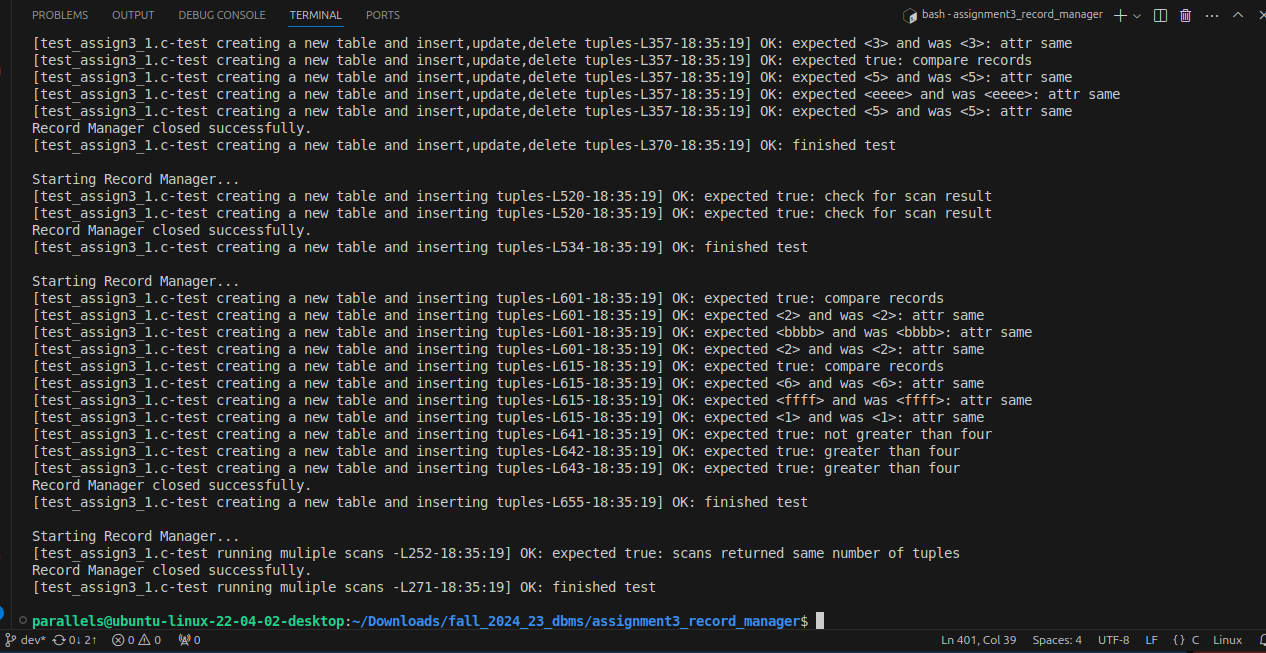 PROBLEMS OUTPUT DEBUG CONSOLE TERMINAL PORTS bash - assignment3_record_manager
[test_assign3_1.c-test creating a new table and insert,update,delete tuples-L357-18:35:19] OK: expected <3> and was <3>: attr same
[test_assign3_1.c-test creating a new table and insert,update,delete tuples-L357-18:35:19] OK: expected true: compare records
[test_assign3_1.c-test creating a new table and insert,update,delete tuples-L357-18:35:19] OK: expected <5> and was <5>: attr same
[test_assign3_1.c-test creating a new table and insert,update,delete tuples-L357-18:35:19] OK: expected <eeee> and was <eeee>: attr same
[test_assign3_1.c-test creating a new table and insert,update,delete tuples-L357-18:35:19] OK: expected <5> and was <5>: attr same
Record Manager closed successfully.
[test_assign3_1.c-test creating a new table and insert,update,delete tuples-L370-18:35:19] OK: finished test
Starting Record Manager...
[test_assign3_1.c-test creating a new table and inserting tuples-L520-18:35:19] OK: expected true: check for scan result
[test_assign3_1.c-test creating a new table and inserting tuples-L520-18:35:19] OK: expected true: check for scan result
Record Manager closed successfully.
[test_assign3_1.c-test creating a new table and inserting tuples-L534-18:35:19] OK: finished test
Starting Record Manager...
[test_assign3_1.c-test creating a new table and inserting tuples-L601-18:35:19] OK: expected true: compare records
[test_assign3_1.c-test creating a new table and inserting tuples-L601-18:35:19] OK: expected <2> and was <2>: attr same
[test_assign3_1.c-test creating a new table and inserting tuples-L601-18:35:19] OK: expected <bbbb> and was <bbbb>: attr same
[test_assign3_1.c-test creating a new table and inserting tuples-L601-18:35:19] OK: expected <2> and was <2>: attr same
[test_assign3_1.c-test creating a new table and inserting tuples-L615-18:35:19] OK: expected true: compare records
[test_assign3_1.c-test creating a new table and inserting tuples-L615-18:35:19] OK: expected <6> and was <6>: attr same
[test_assign3_1.c-test creating a new table and inserting tuples-L615-18:35:19] OK: expected <ffff> and was <ffff>: attr same
[test_assign3_1.c-test creating a new table and inserting tuples-L615-18:35:19] OK: expected <1> and was <1>: attr same
[test_assign3_1.c-test creating a new table and inserting tuples-L641-18:35:19] OK: expected true: not greater than four
[test_assign3_1.c-test creating a new table and inserting tuples-L642-18:35:19] OK: expected true: greater than four
[test_assign3_1.c-test creating a new table and inserting tuples-L643-18:35:19] OK: expected true: greater than four
Record Manager closed successfully.
[test_assign3_1.c-test creating a new table and inserting tuples-L655-18:35:19] OK: finished test
Starting Record Manager...
[test_assign3_1.c-test running muliple scans -L252-18:35:19] OK: expected true: scans returned same number of tuples
Record Manager closed successfully.
[test_assign3_1.c-test running muliple scans -L271-18:35:19] OK: finished test
parallels@ubuntu-linux-22-04-02-desktop:~/Downloads/fall_2024_23_dbms/assignment3_record_manager$
dev* 0↓ 2↑ 0 0 0 Ln 401, Col 39 Spaces: 4 UTF-8 LF {} C Linux